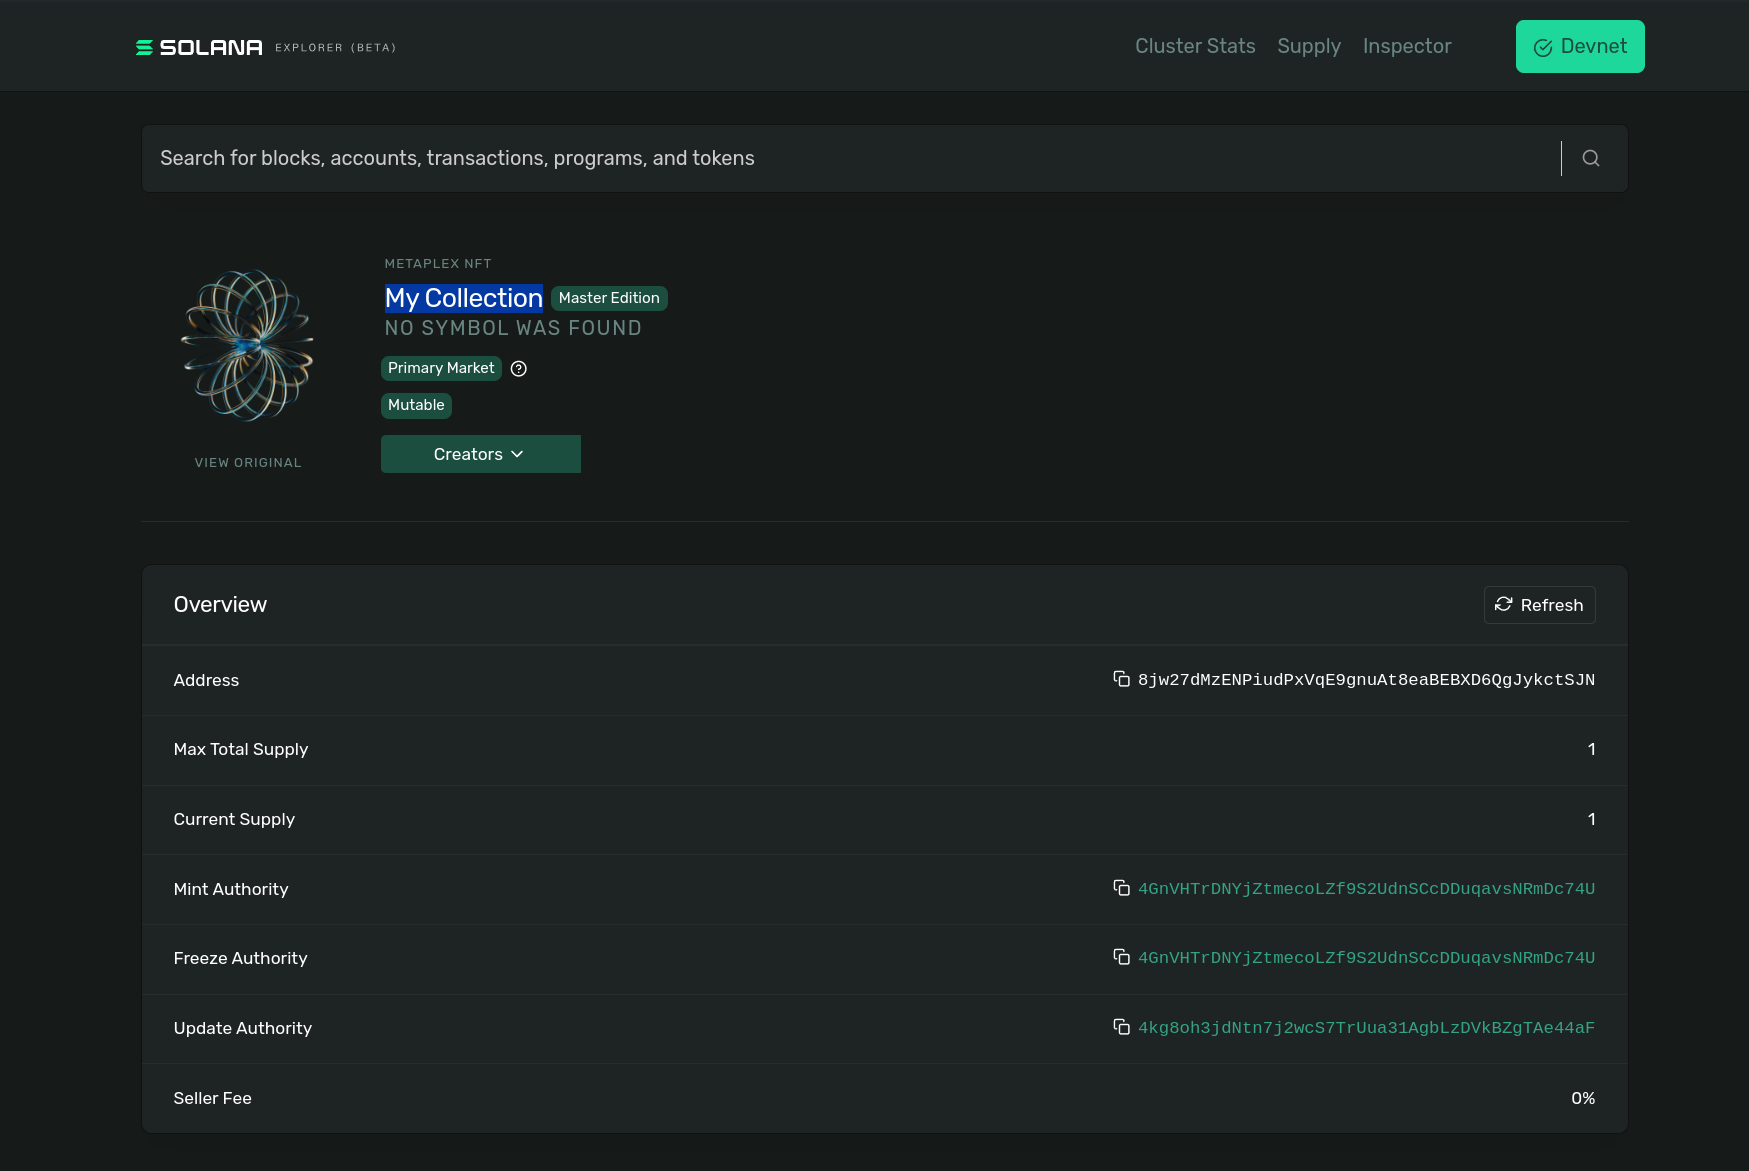 SOLANA EXPLORER (BETA)
Cluster Stats Supply Inspector Devnet
Search for blocks, accounts, transactions, programs, and tokens
METAPLEX NFT
My Collection Master Edition
NO SYMBOL WAS FOUND
Primary Market
Mutable
Creators
VIEW ORIGINAL
Overview Refresh
Address 8jw27dMzENPiudPxVqE9gnuAt8eaBEBXD6QgJykctSJN
Max Total Supply 1
Current Supply 1
Mint Authority 4GnVHTrDNYjZtmecoLZf9S2UdnSCcDDuqavsNRmDc74U
Freeze Authority 4GnVHTrDNYjZtmecoLZf9S2UdnSCcDDuqavsNRmDc74U
Update Authority 4kg8oh3jdNtn7j2wcS7TrUua31AgbLzDVkBZgTAe44aF
Seller Fee 0%